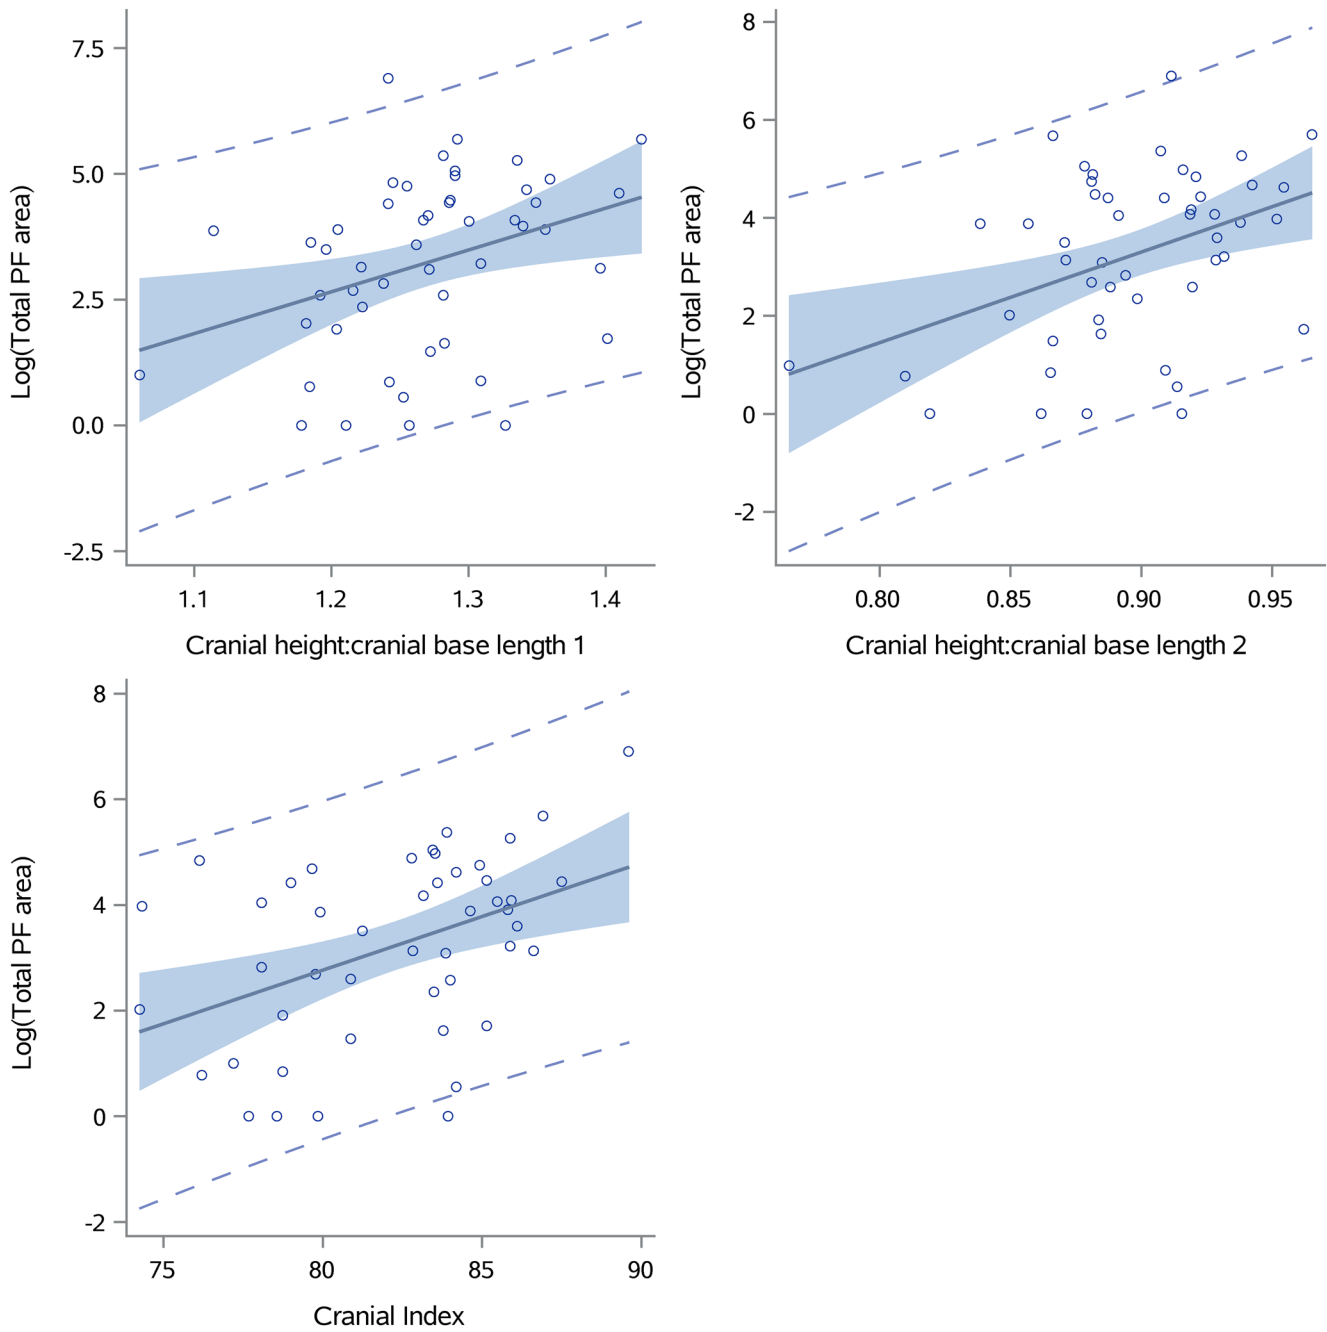 7.5
5.0
2.5
0.0
-2.5
Log(Total PF area)
1.1 1.2 1.3 1.4
Cranial height:cranial base length 1
8
6
4
2
0
-2
Log(Total PF area)
0.80 0.85 0.90 0.95
Cranial height:cranial base length 2
8
6
4
2
0
-2
Log(Total PF area)
75 80 85 90
Cranial Index